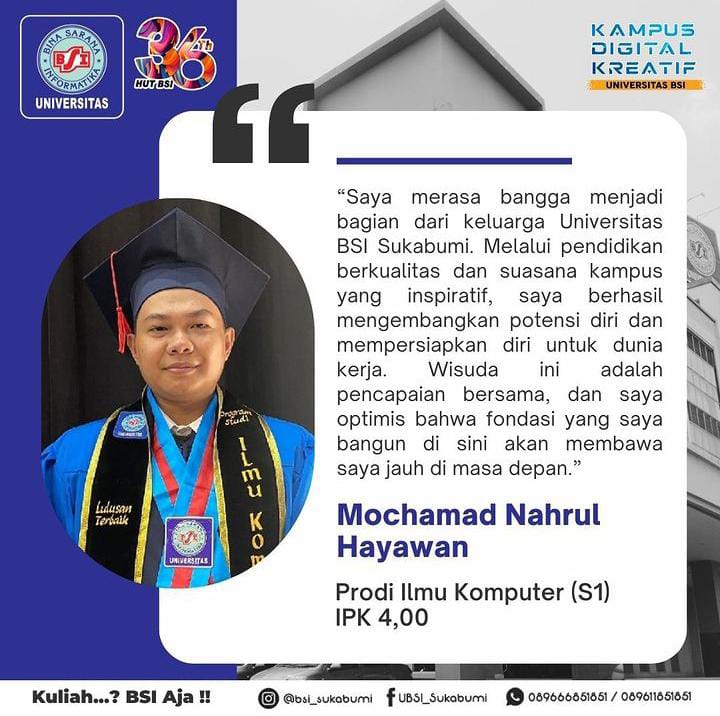 BINA SARANA
BSI
INFORMATIKA
UNIVERSITAS
36Th
HUT BSI
KAMPUS
DIGITAL
KREATIF
UNIVERSITAS BSI
“Saya merasa bangga menjadi
bagian dari keluarga Universitas
BSI Sukabumi. Melalui pendidikan
berkualitas dan suasana kampus
yang inspiratif, saya berhasil
mengembangkan potensi diri dan
mempersiapkan diri untuk dunia
kerja. Wisuda ini adalah
pencapaian bersama, dan saya
optimis bahwa fondasi yang saya
bangun di sini akan membawa
saya jauh di masa depan.”
Mochamad Nahrul
Hayawan
Prodi Ilmu Komputer (S1)
IPK 4,00
Lulusan
Terbaik
Program
Studi
Ilmu Kom
BSI
UNIVERSITAS
Kuliah...? BSI Aja !!
@bsi_sukabumi
UBSI_Sukabumi
089666851851 / 089611851851